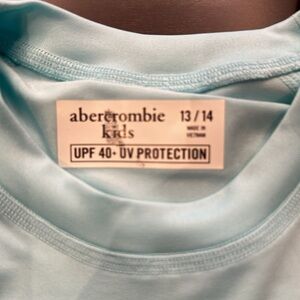 abercrombie
kids
13 / 14
MADE IN
VIETNAM
UPF 40+ UV PROTECTION